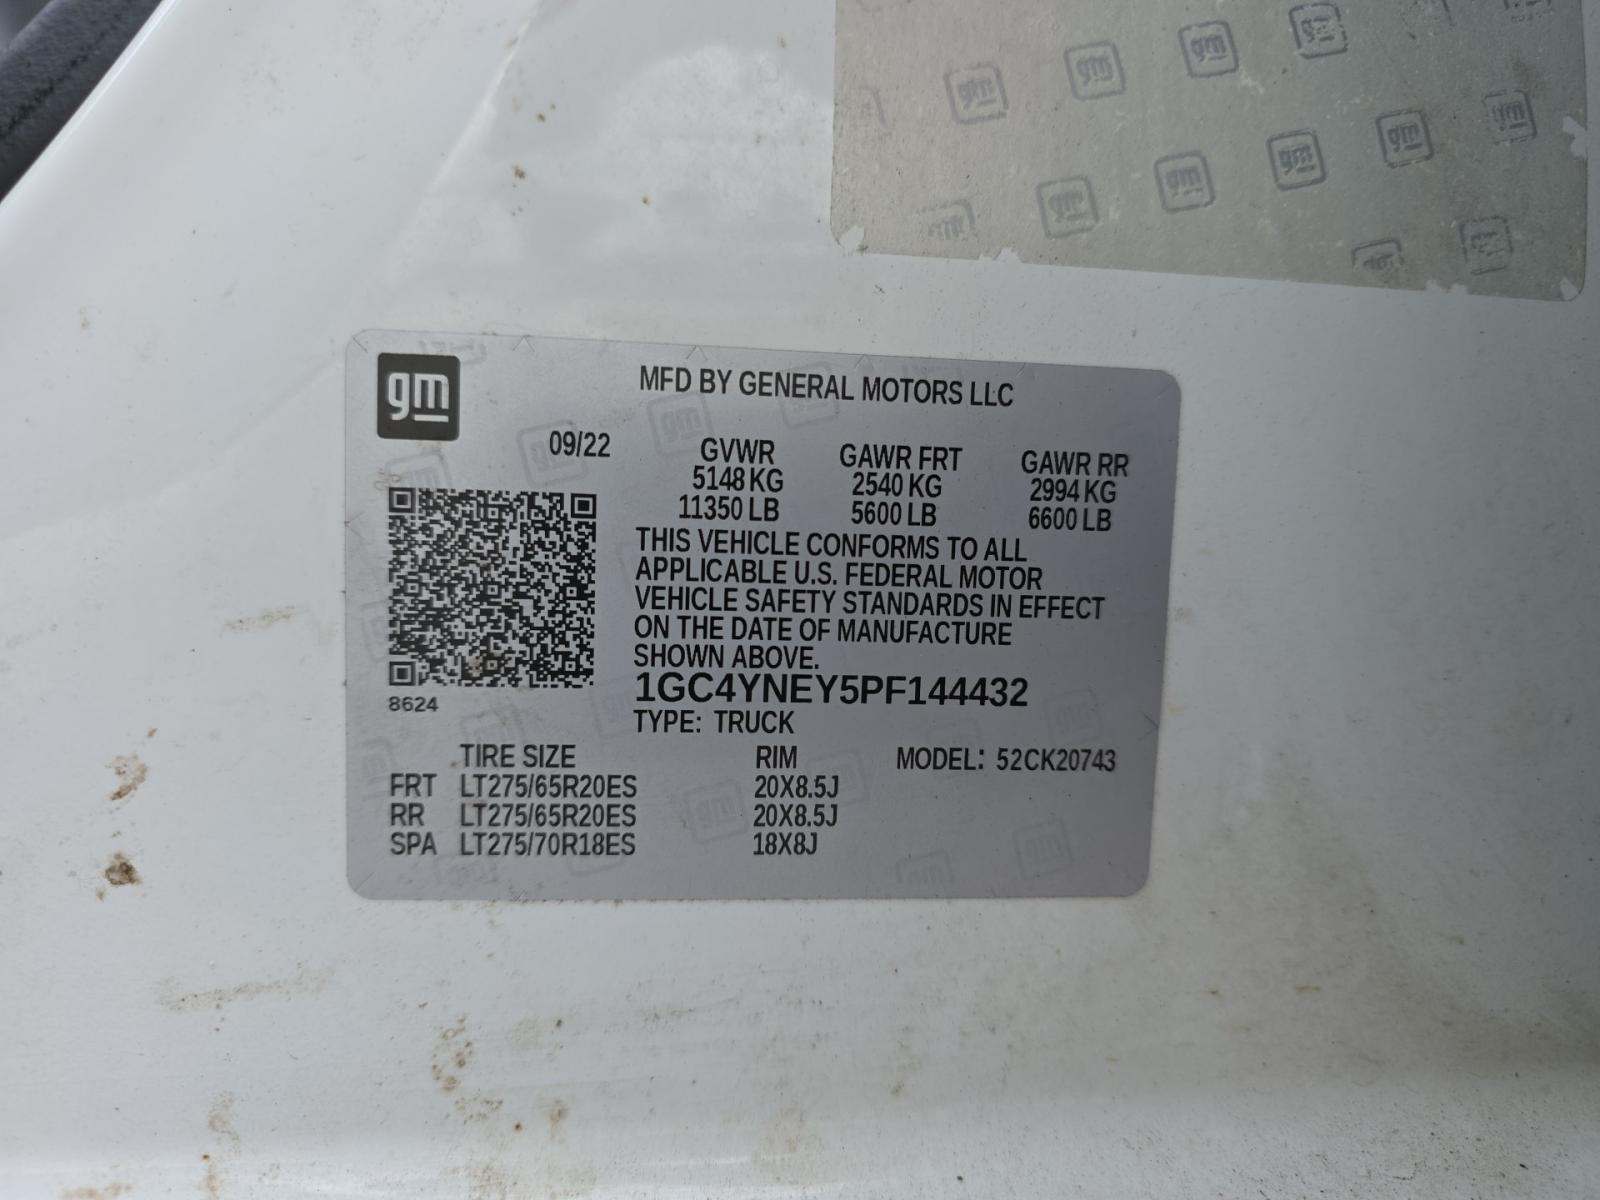 gm
MFD BY GENERAL MOTORS LLC
09/22
GVWR GAWR FRT GAWR RR
5148 KG 2540 KG 2994 KG
11350 LB 5600 LB 6600 LB
THIS VEHICLE CONFORMS TO ALL
APPLICABLE U.S. FEDERAL MOTOR
VEHICLE SAFETY STANDARDS IN EFFECT
ON THE DATE OF MANUFACTURE
SHOWN ABOVE.
1GC4YNEY5PF144432
8624
TYPE: TRUCK
TIRE SIZE RIM MODEL: 52CK20743
FRT LT275/65R20ES 20X8.5J
RR LT275/65R20ES 20X8.5J
SPA LT275/70R18ES 18X8J